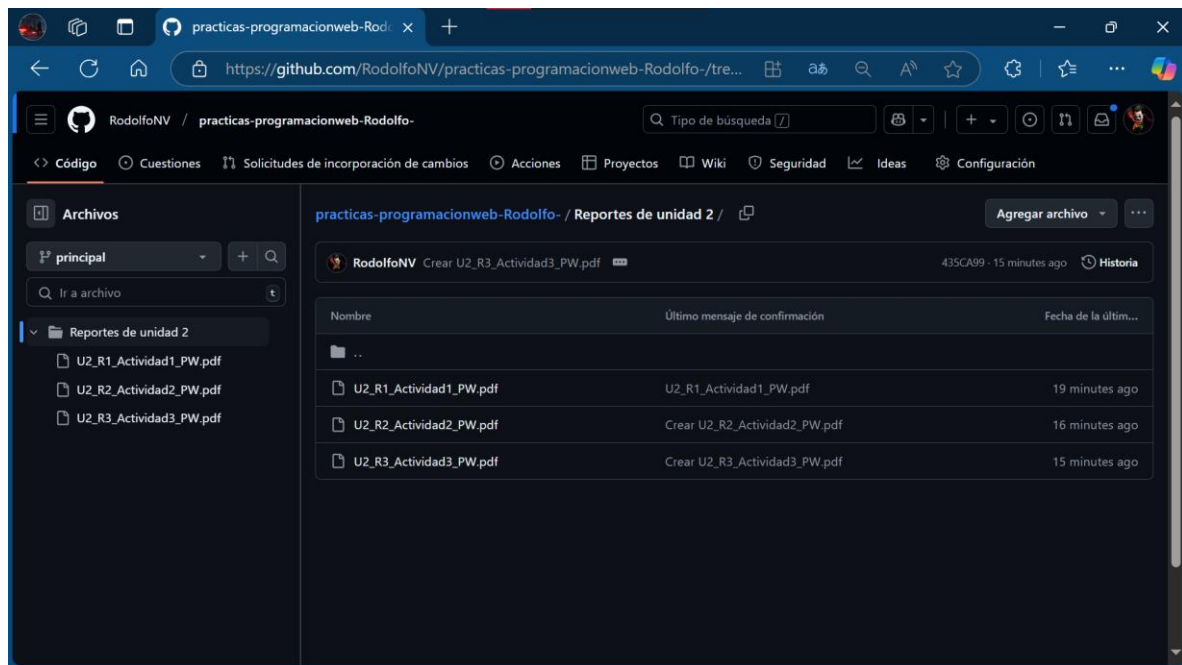 practicas-programacionweb-Rod
https://github.com/RodolfoNV/practicas-programacionweb-Rodolfo-/tre...
RodolfoNV / practicas-programacionweb-Rodolfo-
Tipo de búsqueda /
Código Cuestiones Solicitudes de incorporación de cambios Acciones Proyectos Wiki Seguridad Ideas Configuración
Archivos
principal
Ir a archivo t
Reportes de unidad 2
U2_R1_Actividad1_PW.pdf
U2_R2_Actividad2_PW.pdf
U2_R3_Actividad3_PW.pdf
practicas-programacionweb-Rodolfo- / Reportes de unidad 2 /
Agregar archivo
RodolfoNV Crear U2_R3_Actividad3_PW.pdf 435CA99 · 15 minutes ago Historia
Nombre Último mensaje de confirmación Fecha de la últim...
..
U2_R1_Actividad1_PW.pdf U2_R1_Actividad1_PW.pdf 19 minutes ago
U2_R2_Actividad2_PW.pdf Crear U2_R2_Actividad2_PW.pdf 16 minutes ago
U2_R3_Actividad3_PW.pdf Crear U2_R3_Actividad3_PW.pdf 15 minutes ago